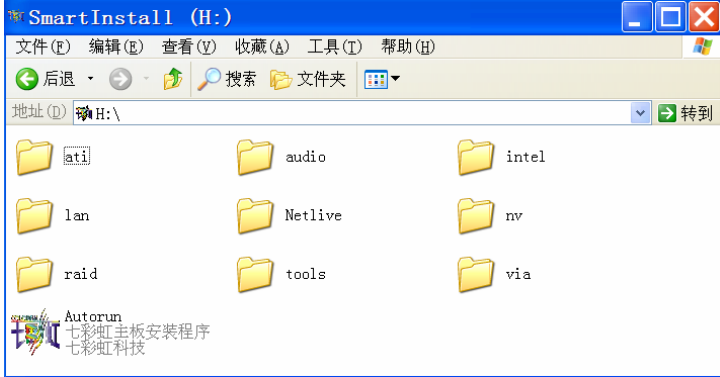 SmartInstall (H:)
文件(F) 编辑(E) 查看(V) 收藏(A) 工具(T) 帮助(H)
后退 搜索 文件夹
地址(D) H:\ 转到
ati audio intel
lan Netlive nv
raid tools via
Autorun
七彩虹主板安装程序
七彩虹科技